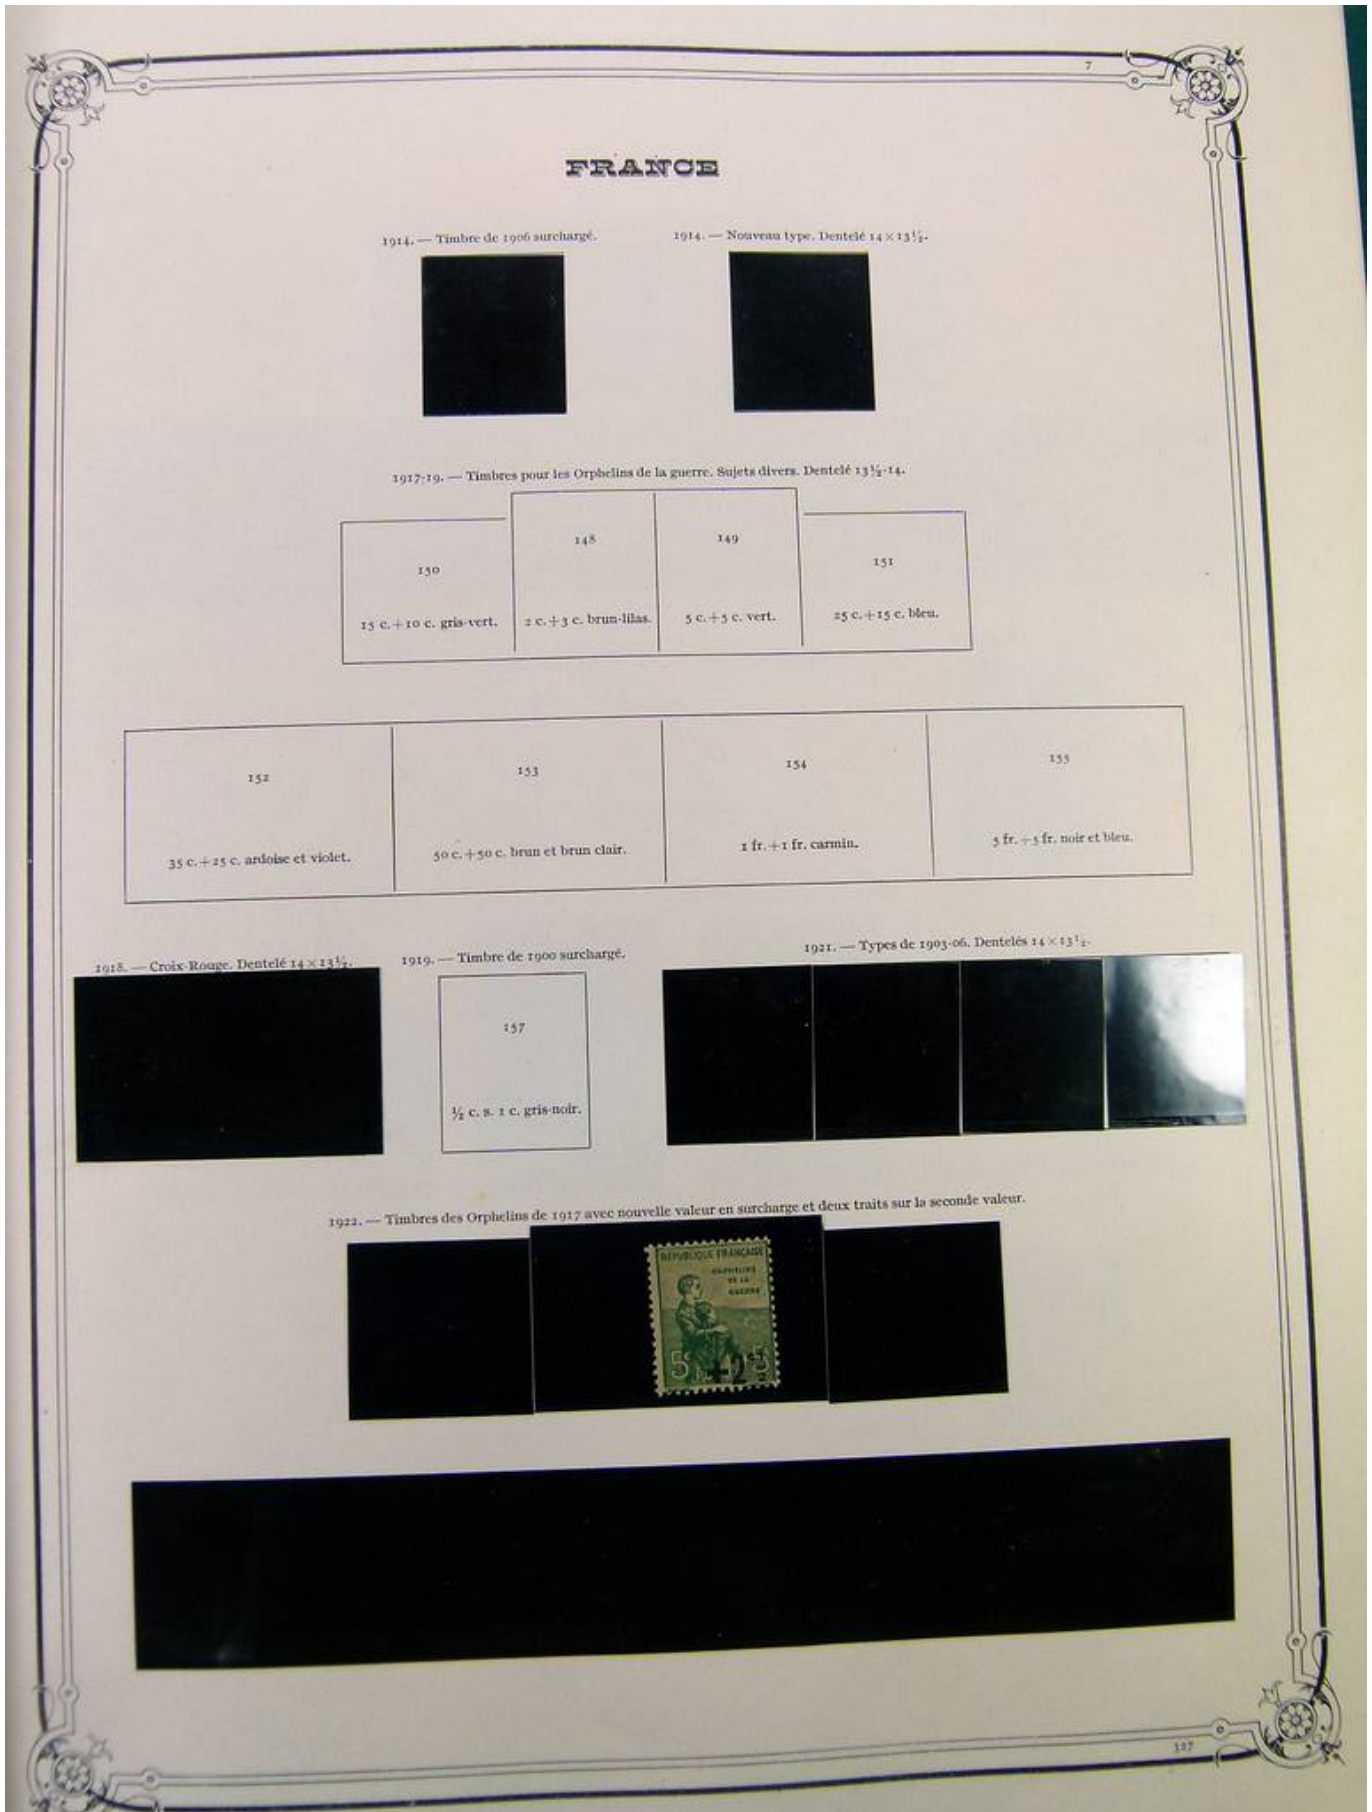 7
FRANCE
1914. — Timbre de 1906 surchargé.
1914. — Nouveau type. Dentelé 14×13½.
1917-19. — Timbres pour les Orphelins de la guerre. Sujets divers. Dentelé 13½-14.
148
149
150
151
15 c.+10 c. gris-vert.
2 c.+3 c. brun-lilas.
5 c.+5 c. vert.
25 c.+15 c. bleu.
152
153
154
155
35 c.+25 c. ardoise et violet.
50 c.+50 c. brun et brun clair.
1 fr.+1 fr. carmin.
5 fr.+5 fr. noir et bleu.
1918. — Croix-Rouge. Dentelé 14×13½.
1919. — Timbre de 1900 surchargé.
1921. — Types de 1903-06. Dentelés 14×13½.
157
½ c. s. 1 c. gris-noir.
1922. — Timbres des Orphelins de 1917 avec nouvelle valeur en surcharge et deux traits sur la seconde valeur.
REPUBLIQUE FRANÇAISE
ORPHELINS
DE LA
GUERRE
5c
5
107